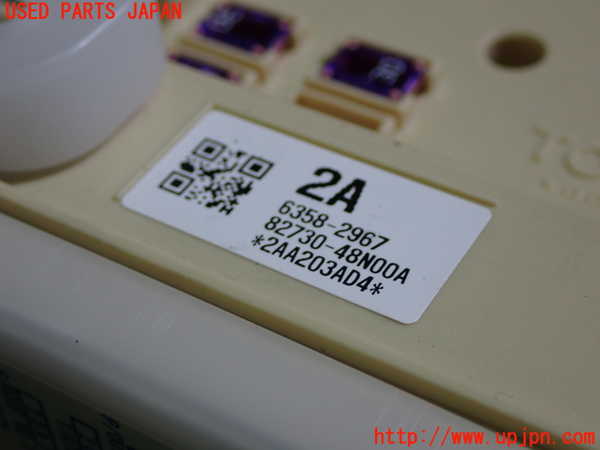 USED PARTS JAPAN
2A
6358-2967
82730-48N00A
*2AA203AD4*
http://www.upjpn.com/